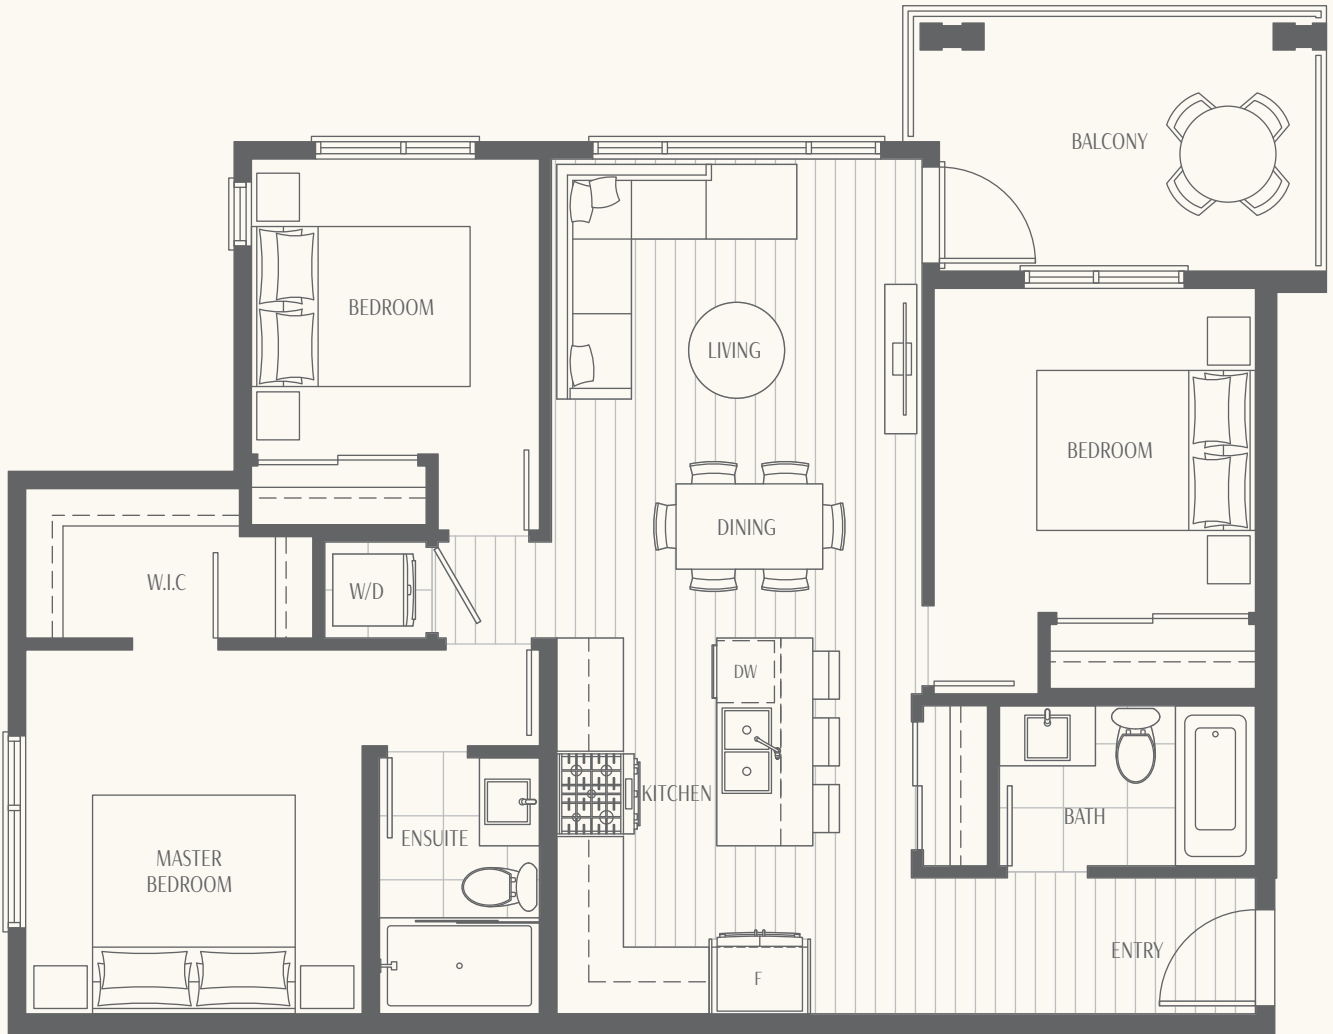 BALCONY
BEDROOM
LIVING
BEDROOM
DINING
W.I.C
W/D
DW
KITCHEN
BATH
ENSUITE
MASTER
BEDROOM
ENTRY
F